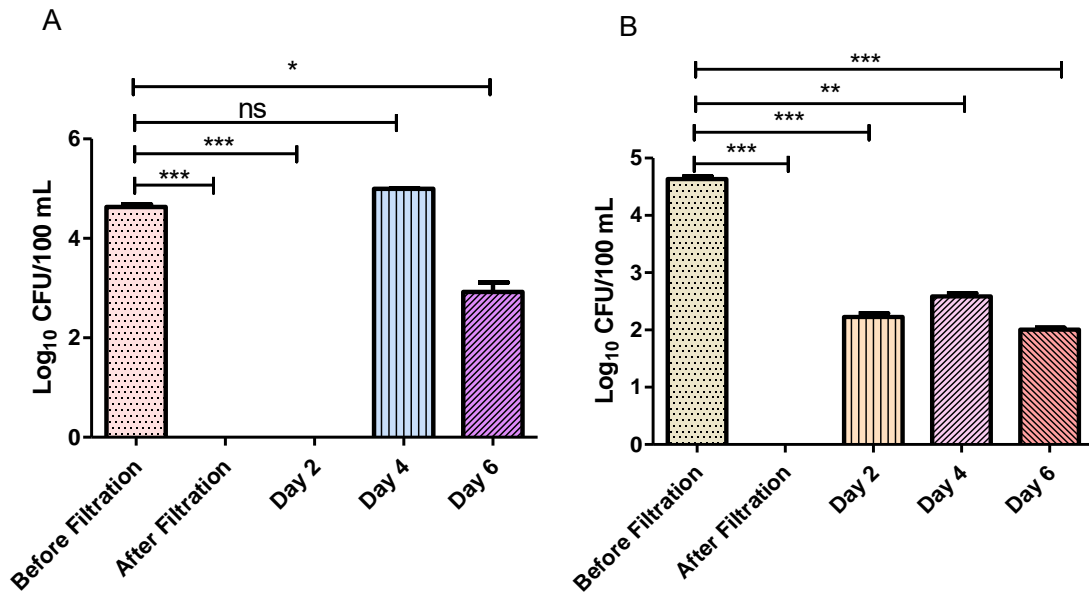 A
*
ns
***
***
Log10 CFU/100 mL
6
4
2
0
Before Filtration
After Filtration
Day 2
Day 4
Day 6
B
***
**
***
***
Log10 CFU/100 mL
5
4
3
2
1
0
Before Filtration
After Filtration
Day 2
Day 4
Day 6